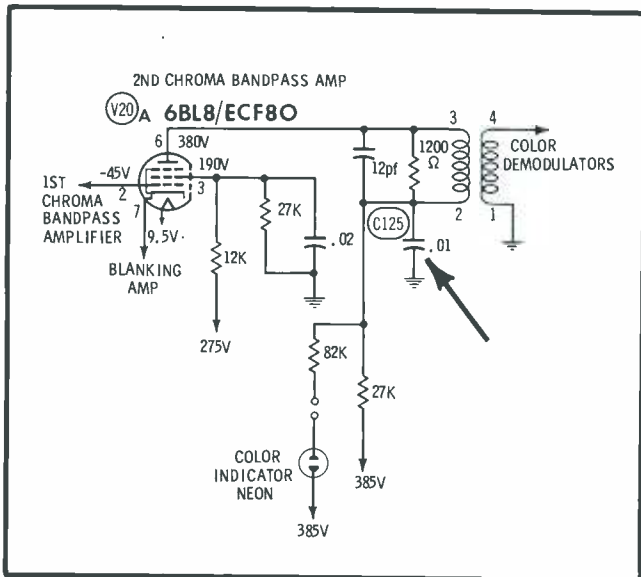 2ND CHROMA BANDPASS AMP
V20 A 6BL8/ECF80
6 380V
3 4
-45V 190V
1200 Ω
12pf
COLOR
DEMODULATORS
1ST
CHROMA
BANDPASS
AMPLIFIER
2 3
7
9.5V
27K
.02
C125
2 1
.01
BLANKING
AMP
12K
275V
82K
27K
COLOR
INDICATOR
NEON
385V
385V